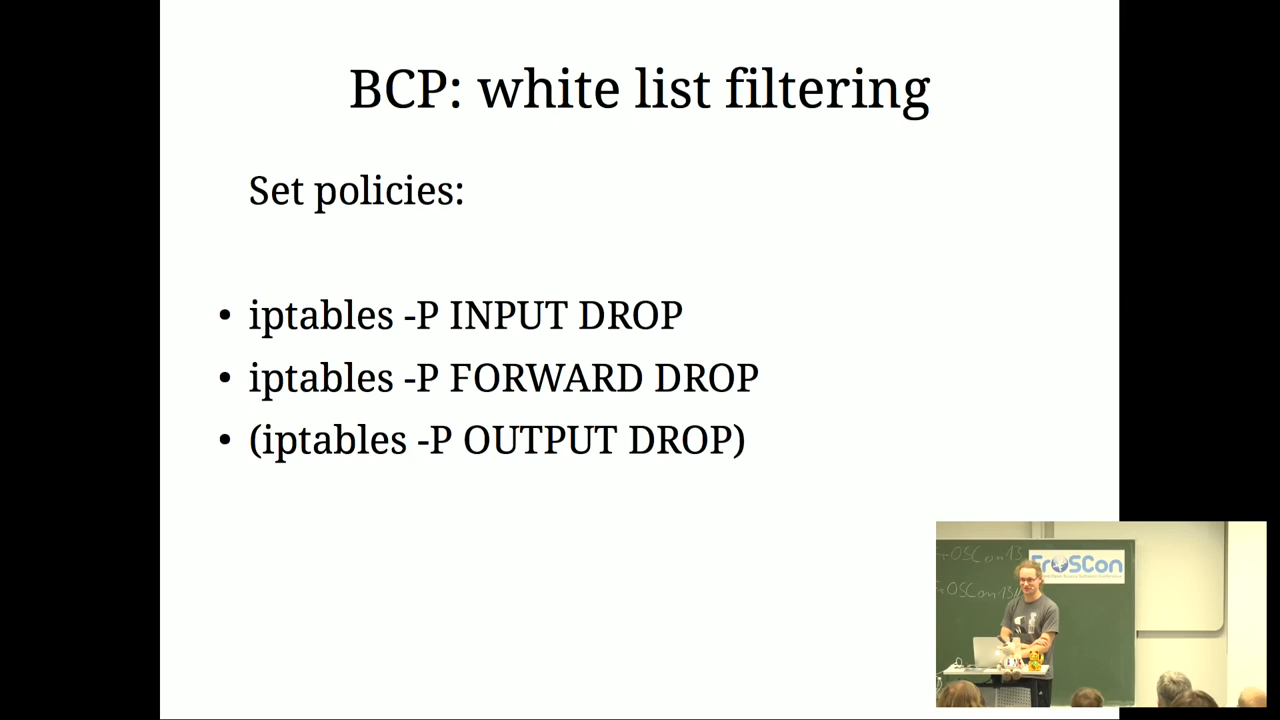 BCP: white list filtering
Set policies:
• iptables -P INPUT DROP
• iptables -P FORWARD DROP
• (iptables -P OUTPUT DROP)
FrOSCon